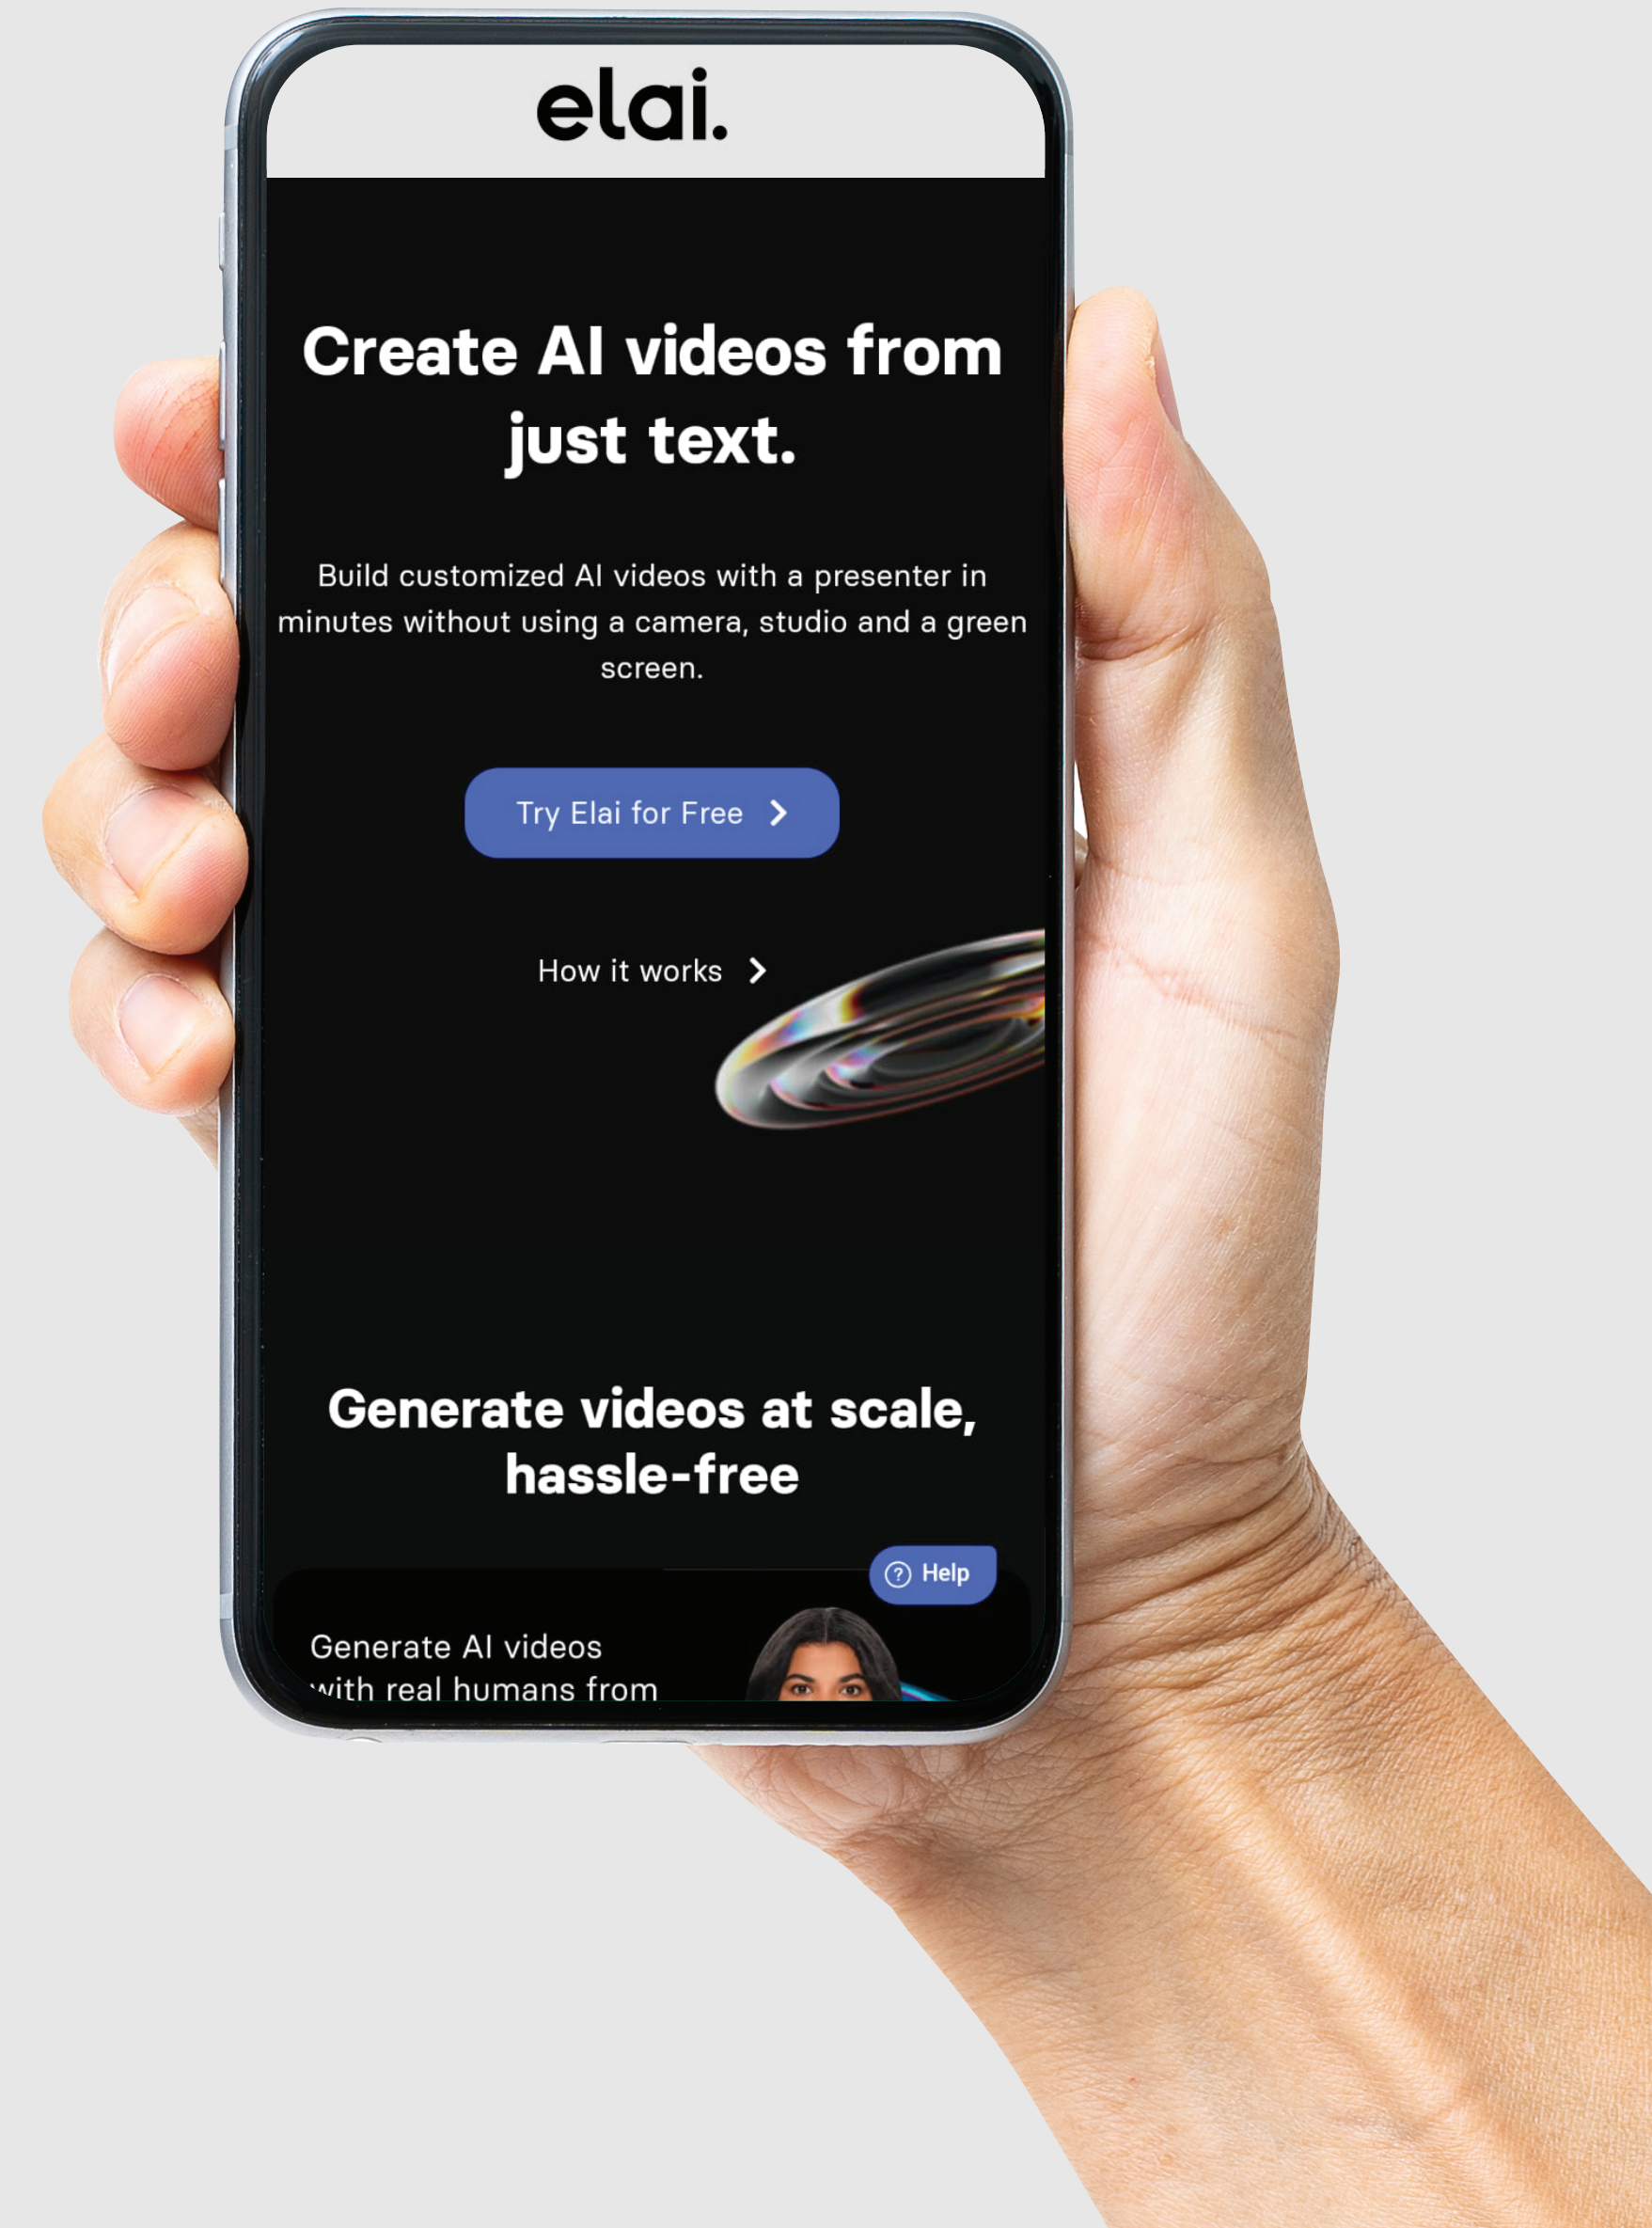 elai.
Create AI videos from
just text.
Build customized AI videos with a presenter in
minutes without using a camera, studio and a green
screen.
Try Elai for Free
How it works
Generate videos at scale,
hassle-free
? Help
Generate AI videos
with real humans from